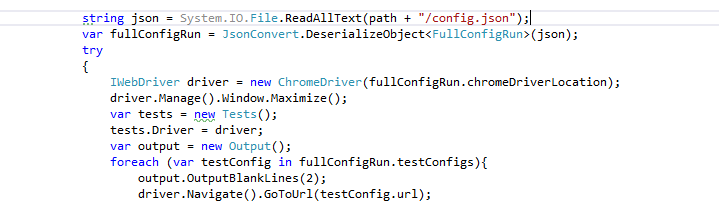 string json = System.IO.File.ReadAllText(path + "/config.json");
var fullConfigRun = JsonConvert.DeserializeObject<FullConfigRun>(json);
try
{
IWebDriver driver = new ChromeDriver(fullConfigRun.chromeDriverLocation);
driver.Manage().Window.Maximize();
var tests = new Tests();
tests.Driver = driver;
var output = new Output();
foreach (var testConfig in fullConfigRun.testConfigs){
output.OutputBlankLines(2);
driver.Navigate().GoToUrl(testConfig.url);